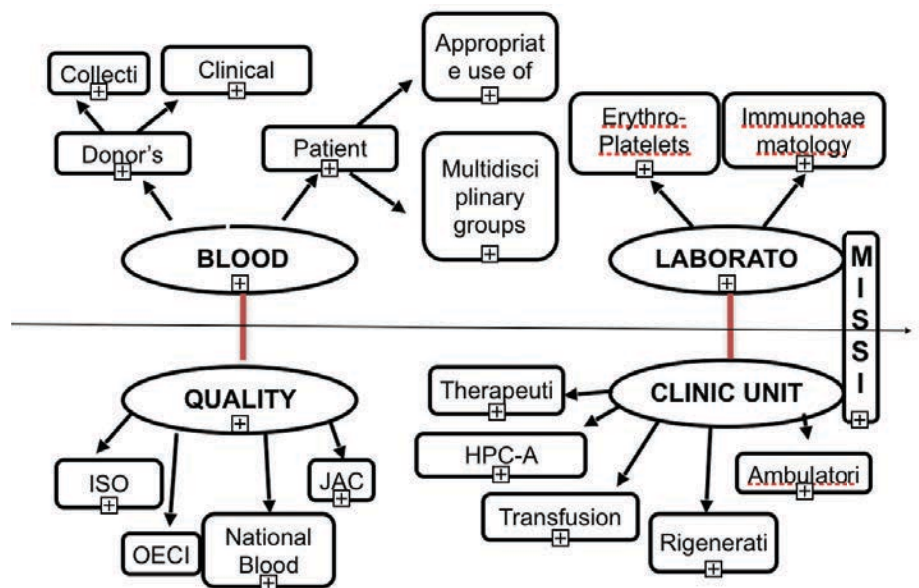 Appropriat
e use of
Collecti
Clinical
Donor's
Patient
Multidisci
plinary
groups
Erythro-
Platelets
Immunohae
matology
BLOOD
LABORATO
M
I
S
S
I
QUALITY
CLINIC UNIT
Therapeuti
HPC-A
Transfusion
Rigenerati
Ambulatori
ISO
OECI
National
Blood
JAC